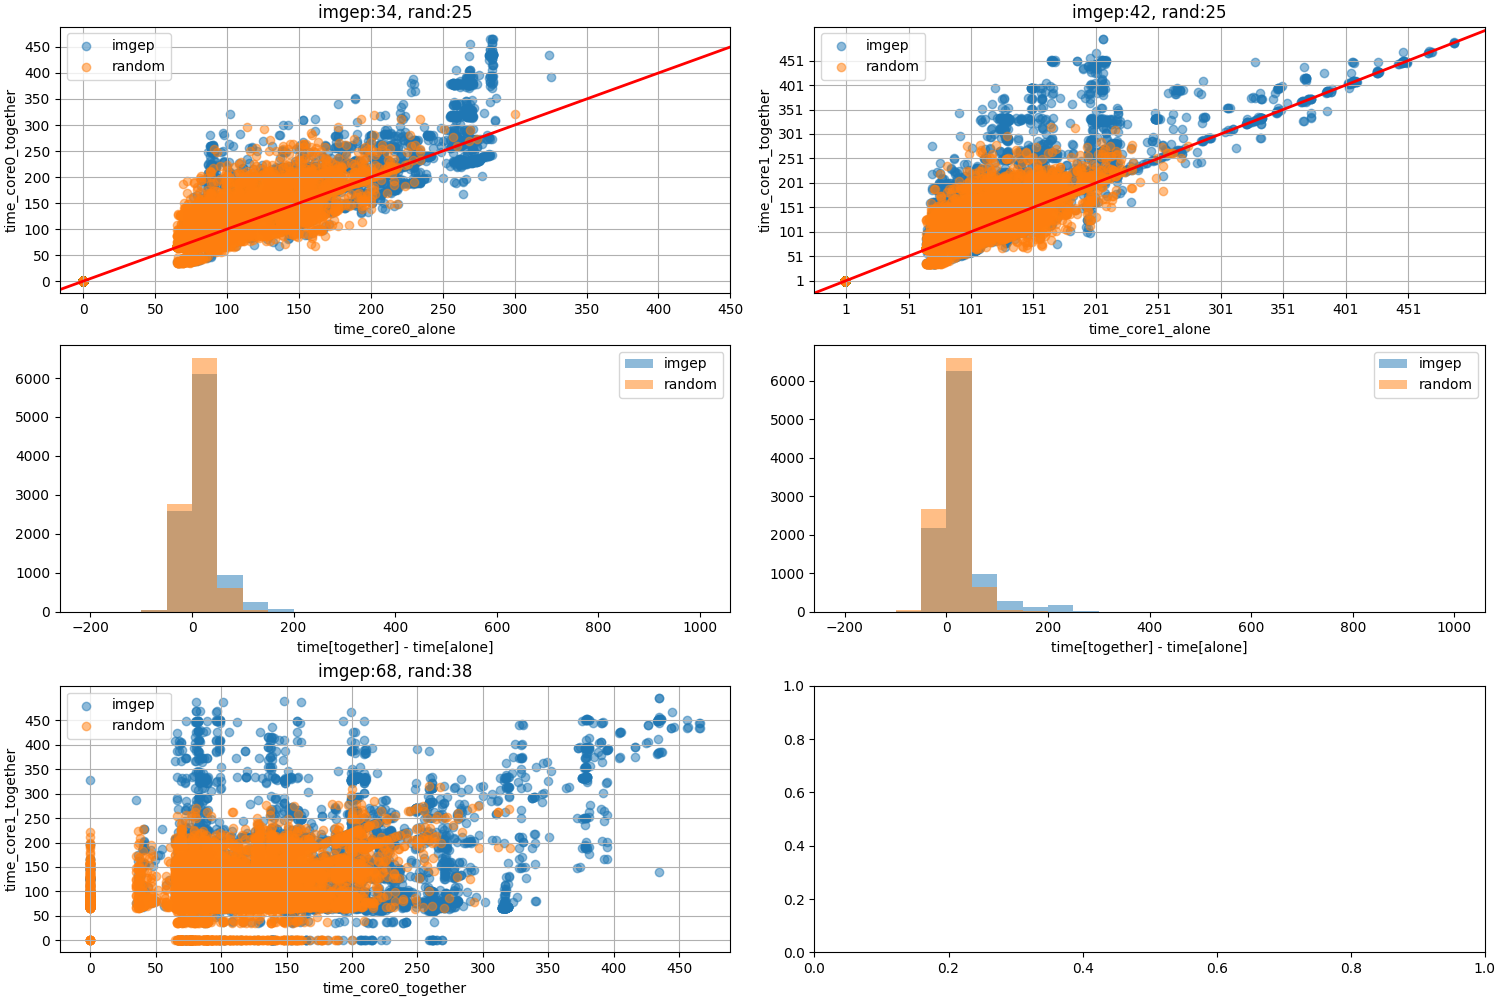 imgep:34, rand:25
imgep
random
450
400
350
300
250
200
150
100
50
0
time_core0_together
0 50 100 150 200 250 300 350 400 450
time_core0_alone
imgep:42, rand:25
imgep
random
451
401
351
301
251
201
151
101
51
1
time_core1_together
1 51 101 151 201 251 301 351 401 451
time_core1_alone
imgep
random
6000
5000
4000
3000
2000
1000
0
−200 0 200 400 600 800 1000
time[together] - time[alone]
imgep
random
6000
5000
4000
3000
2000
1000
0
−200 0 200 400 600 800 1000
time[together] - time[alone]
imgep:68, rand:38
imgep
random
450
400
350
300
250
200
150
100
50
0
time_core1_together
0 50 100 150 200 250 300 350 400 450
time_core0_together
1.0
0.8
0.6
0.4
0.2
0.0
0.0 0.2 0.4 0.6 0.8 1.0